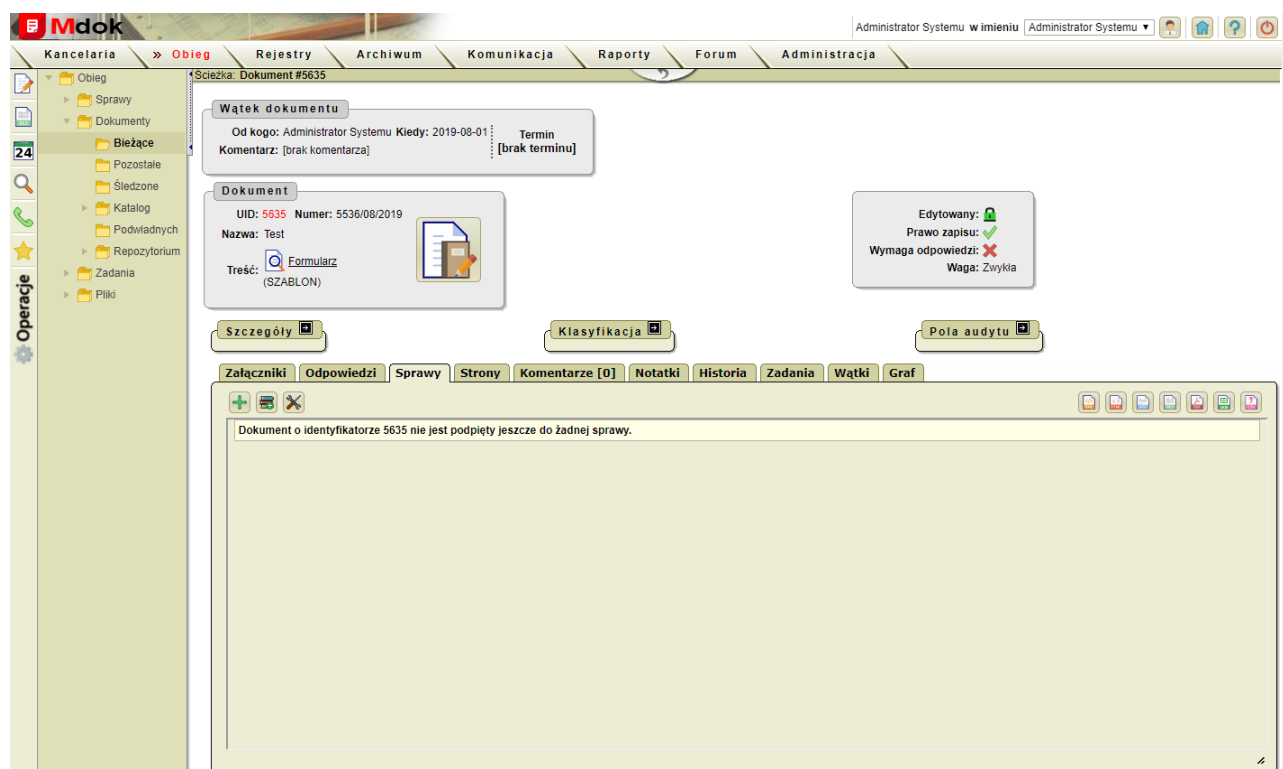 Mdok
Administrator Systemu w imieniu Administrator Systemu
Kancelaria » Obieg Rejestry Archiwum Komunikacja Raporty Forum Administracja
Obieg
Sprawy
Dokumenty
Bieżące
Pozostałe
Śledzone
Katalog
Podwładnych
Repozytorium
Zadania
Pliki
24
Operacje
Ścieżka: Dokument #5635
Wątek dokumentu
Od kogo: Administrator Systemu Kiedy: 2019-08-01
Komentarz: [brak komentarza]
Termin
[brak terminu]
Dokument
UID: 5635 Numer: 5536/08/2019
Nazwa: Test
Treść: Formularz
(SZABLON)
Edytowany:
Prawo zapisu:
Wymaga odpowiedzi:
Waga: Zwykła
Szczegóły
Klasyfikacja
Pola audytu
Załączniki Odpowiedzi Sprawy Strony Komentarze [0] Notatki Historia Zadania Wątki Graf
Dokument o identyfikatorze 5635 nie jest podpięty jeszcze do żadnej sprawy.